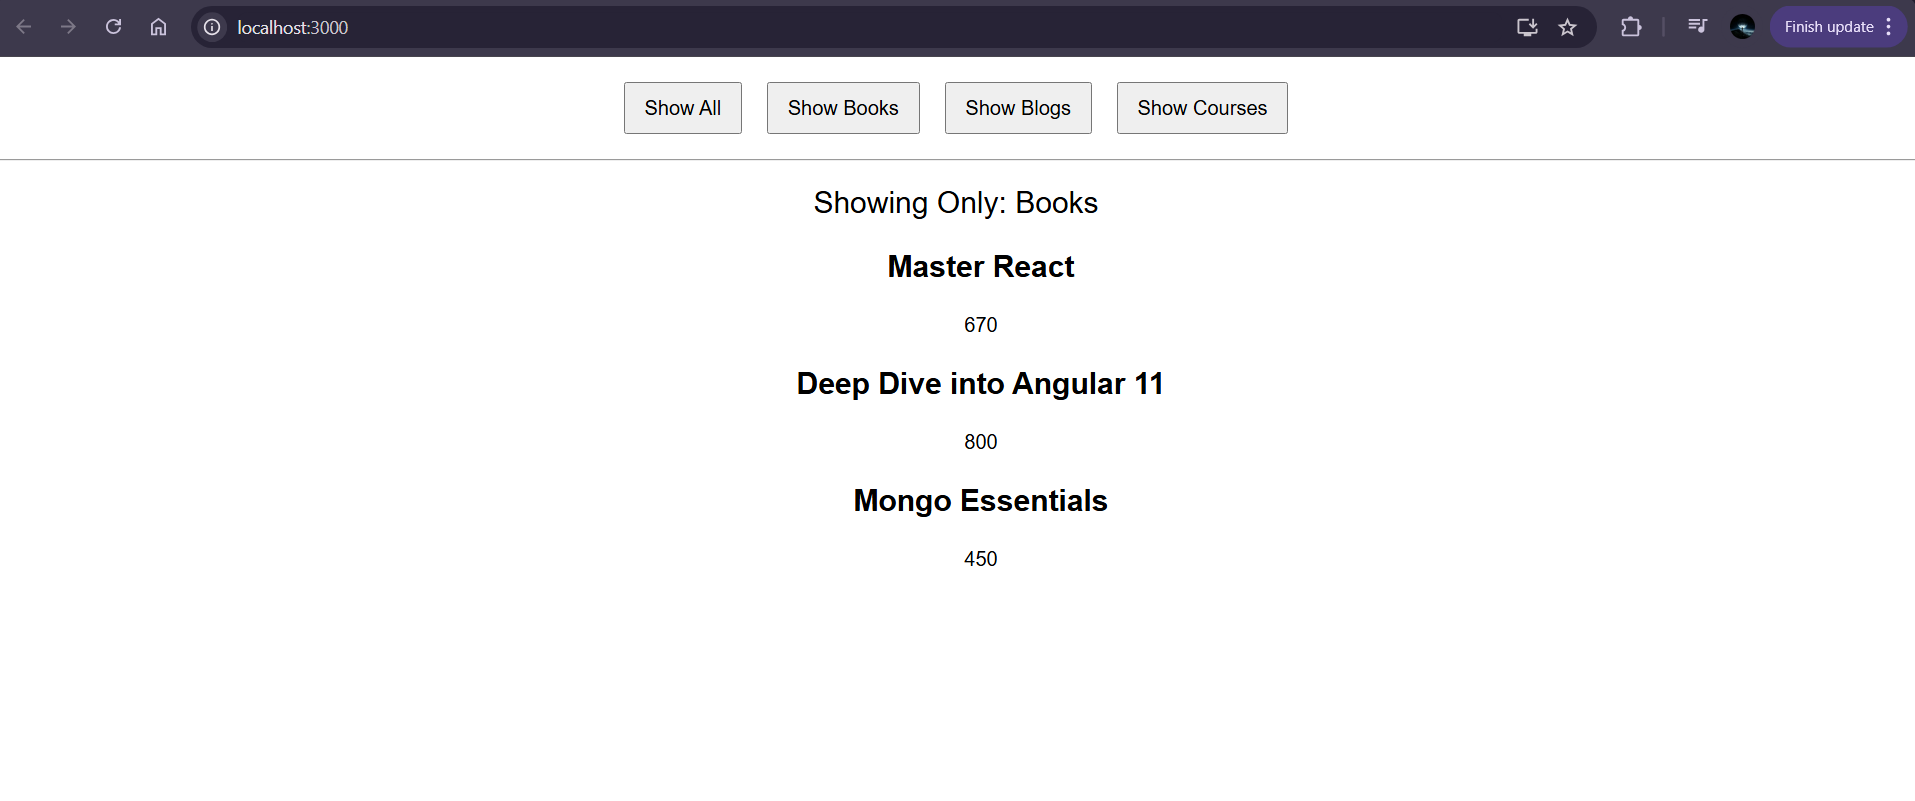 localhost:3000
Finish update
Show All Show Books Show Blogs Show Courses
Showing Only: Books
Master React
670
Deep Dive into Angular 11
800
Mongo Essentials
450